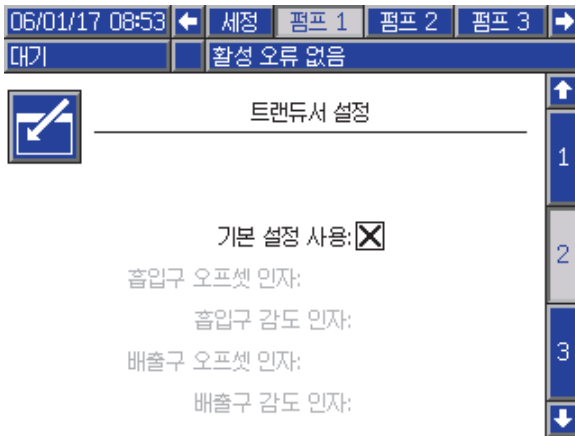 06/01/17 08:53 세정 펌프 1 펌프 2 펌프 3
대기 활성 오류 없음
트랜듀서 설정
1
기본 설정 사용:
2
흡입구 오프셋 인자:
흡입구 감도 인자:
배출구 오프셋 인자:
3
배출구 감도 인자: